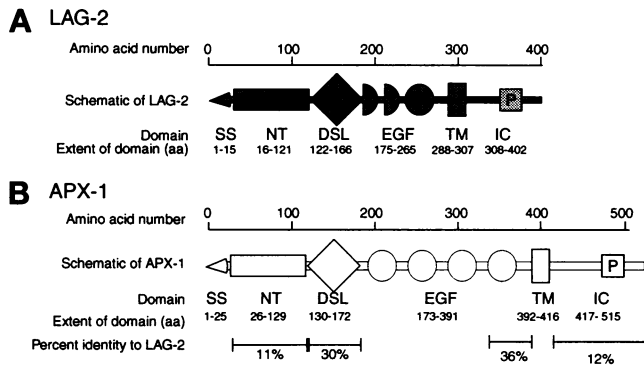 A LAG-2
Amino acid number 0 100 200 300 400
Schematic of LAG-2 P
Domain SS NT DSL EGF TM IC
Extent of domain (aa) 1-15 16-121 122-166 175-265 288-307 308-402
B APX-1
Amino acid number 0 100 200 300 400 500
Schematic of APX-1 P
Domain SS NT DSL EGF TM IC
Extent of domain (aa) 1-25 26-129 130-172 173-391 392-416 417- 515
Percent identity to LAG-2 11% 30% 36% 12%